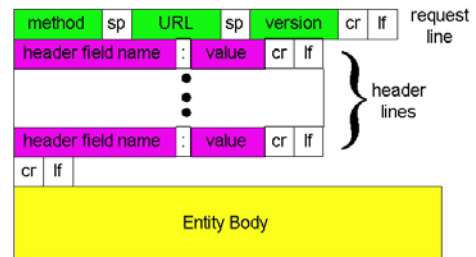 method sp URL sp version cr lf request line
header field name : value cr lf
header lines
header field name : value cr lf
cr lf
Entity Body